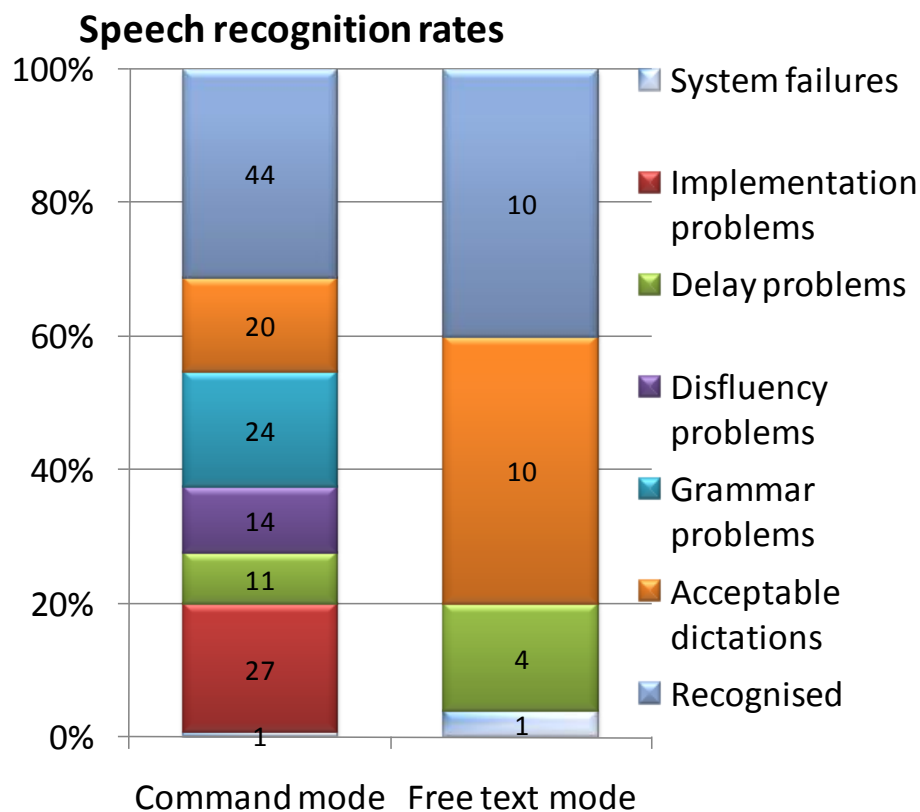 Speech recognition rates
100%
80%
60%
40%
20%
0%
44
20
24
14
11
27
1
10
10
4
1
Command mode
Free text mode
System failures
Implementation
problems
Delay problems
Disfluency
problems
Grammar
problems
Acceptable
dictations
Recognised